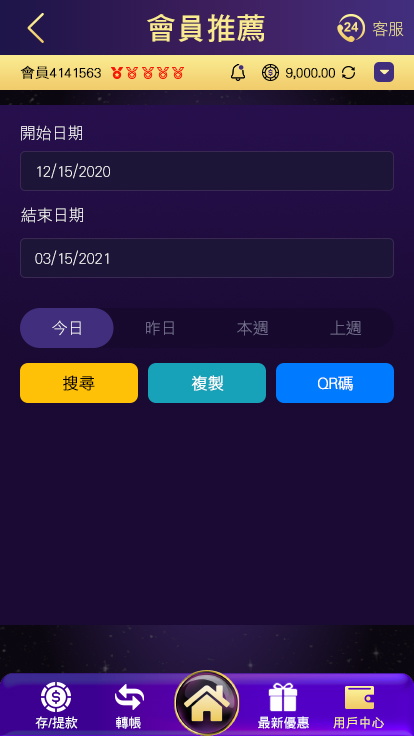 會員推薦
24 客服
會員4141563 9,000.00
開始日期
12/15/2020
結束日期
03/15/2021
今日 昨日 本週 上週
搜尋 複製 QR碼
存/提款 轉帳 最新優惠 用戶中心